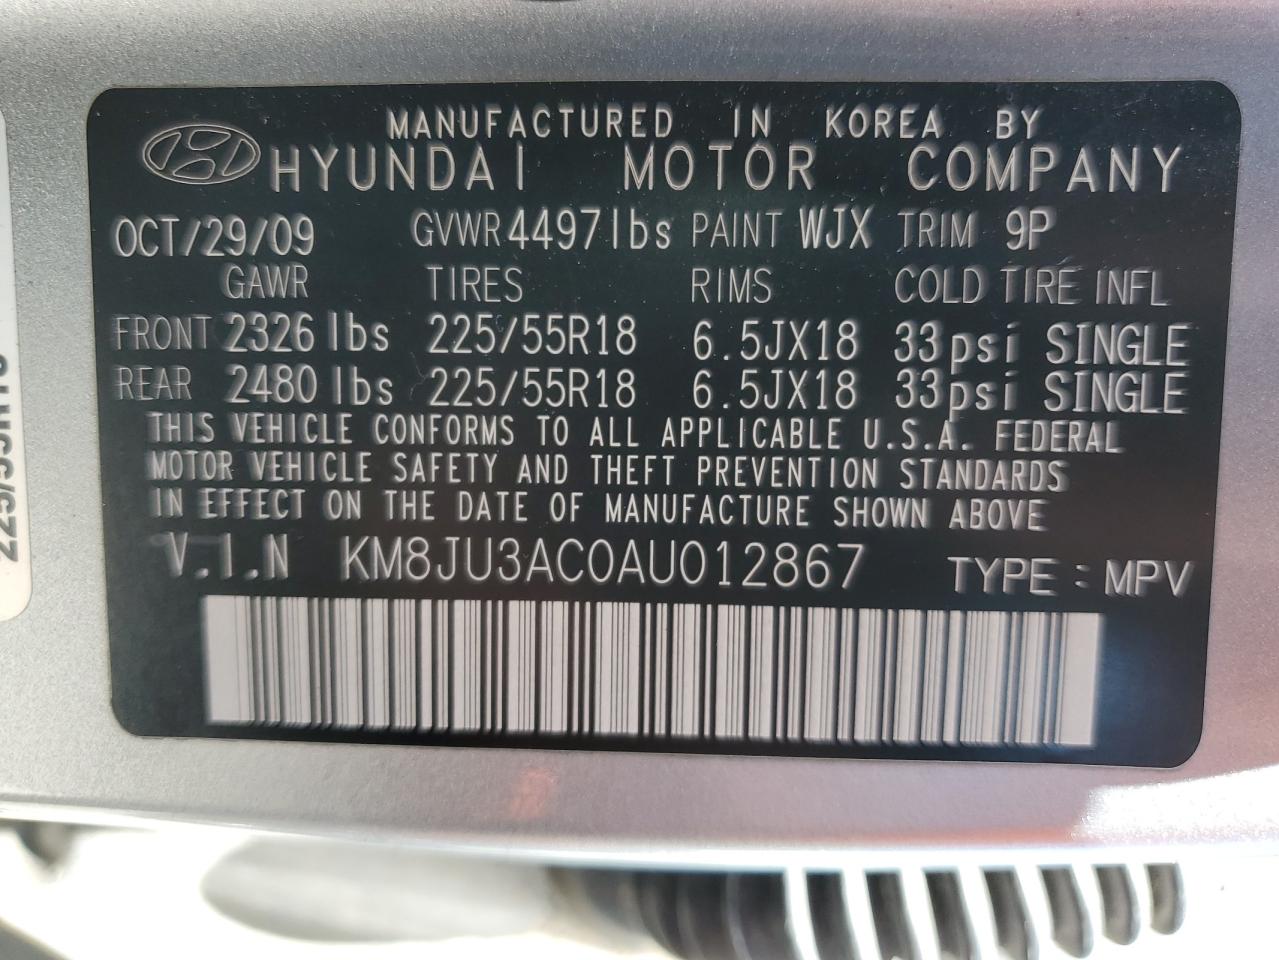 MANUFACTURED IN KOREA BY
HYUNDAI MOTOR COMPANY
OCT/29/09 GVWR 4497lbs PAINT WJX TRIM 9P
GAWR TIRES RIMS COLD TIRE INFL
FRONT 2326 lbs 225/55R18 6.5JX18 33psi SINGLE
REAR 2480 lbs 225/55R18 6.5JX18 33psi SINGLE
THIS VEHICLE CONFORMS TO ALL APPLICABLE U.S.A. FEDERAL
MOTOR VEHICLE SAFETY AND THEFT PREVENTION STANDARDS
IN EFFECT ON THE DATE OF MANUFACTURE SHOWN ABOVE
V.I.N KM8JU3AC0AU012867 TYPE : MPV
225/55R18